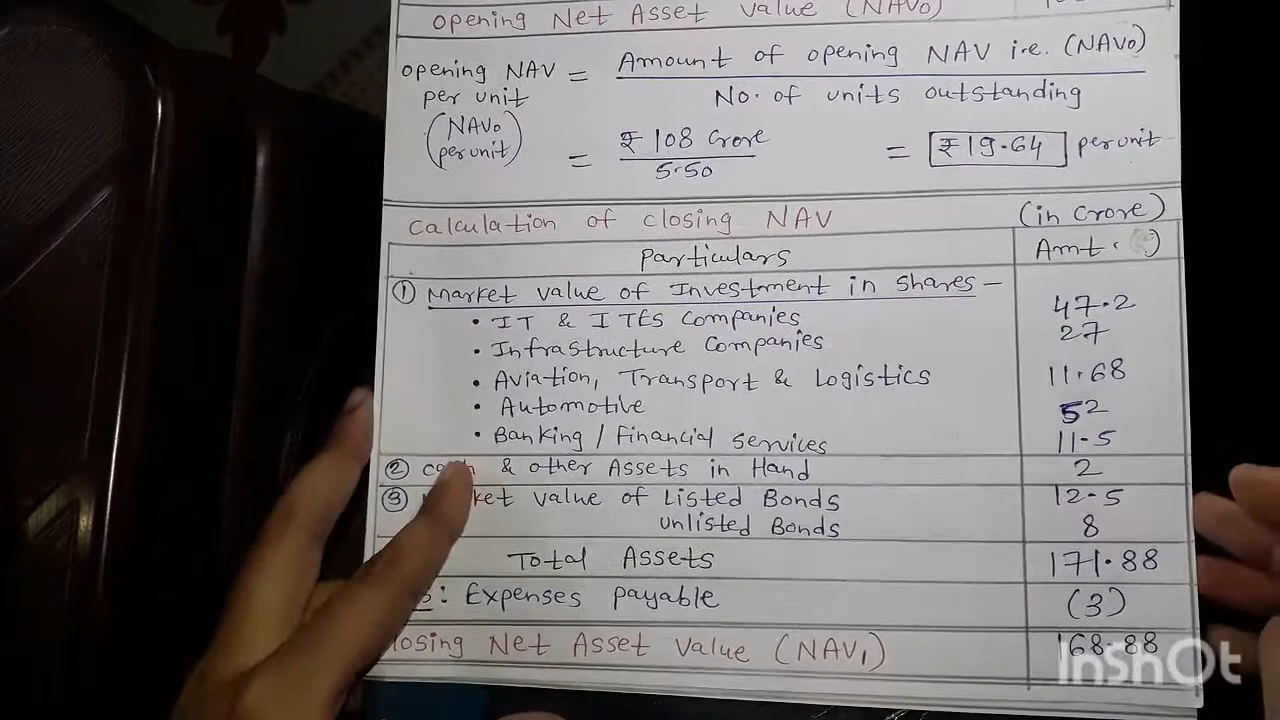 opening Net Asset Value (NAV0)
opening NAV per unit (NAV0 per unit) = Amount of opening NAV i.e. (NAV0)
No. of units outstanding
= ₹ 108 Crore = ₹19.64 per unit
5.50
Calculation of closing NAV (in Crore)
Particulars Amt.
① Market value of Investment in shares -
• IT & ITES Companies 47.2
• Infrastructure Companies 27
• Aviation, Transport & Logistics 11.68
• Automotive 52
• Banking / Financial services 11.5
② & other Assets in Hand 2
③ value of Listed Bonds 12.5
unlisted Bonds 8
Total Assets 171.88
: Expenses payable (3)
Net Asset Value (NAV1) 168.88
InShOt